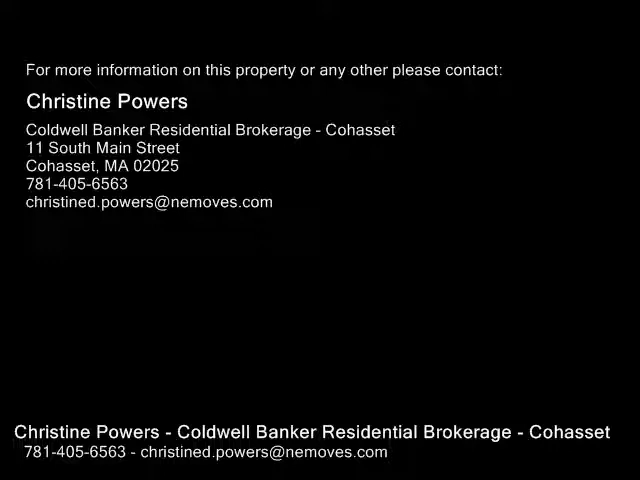 For more information on this property or any other please contact:
Christine Powers
Coldwell Banker Residential Brokerage - Cohasset
11 South Main Street
Cohasset, MA 02025
781-405-6563
christined.powers@nemoves.com
Christine Powers - Coldwell Banker Residential Brokerage - Cohasset
781-405-6563 - christined.powers@nemoves.com